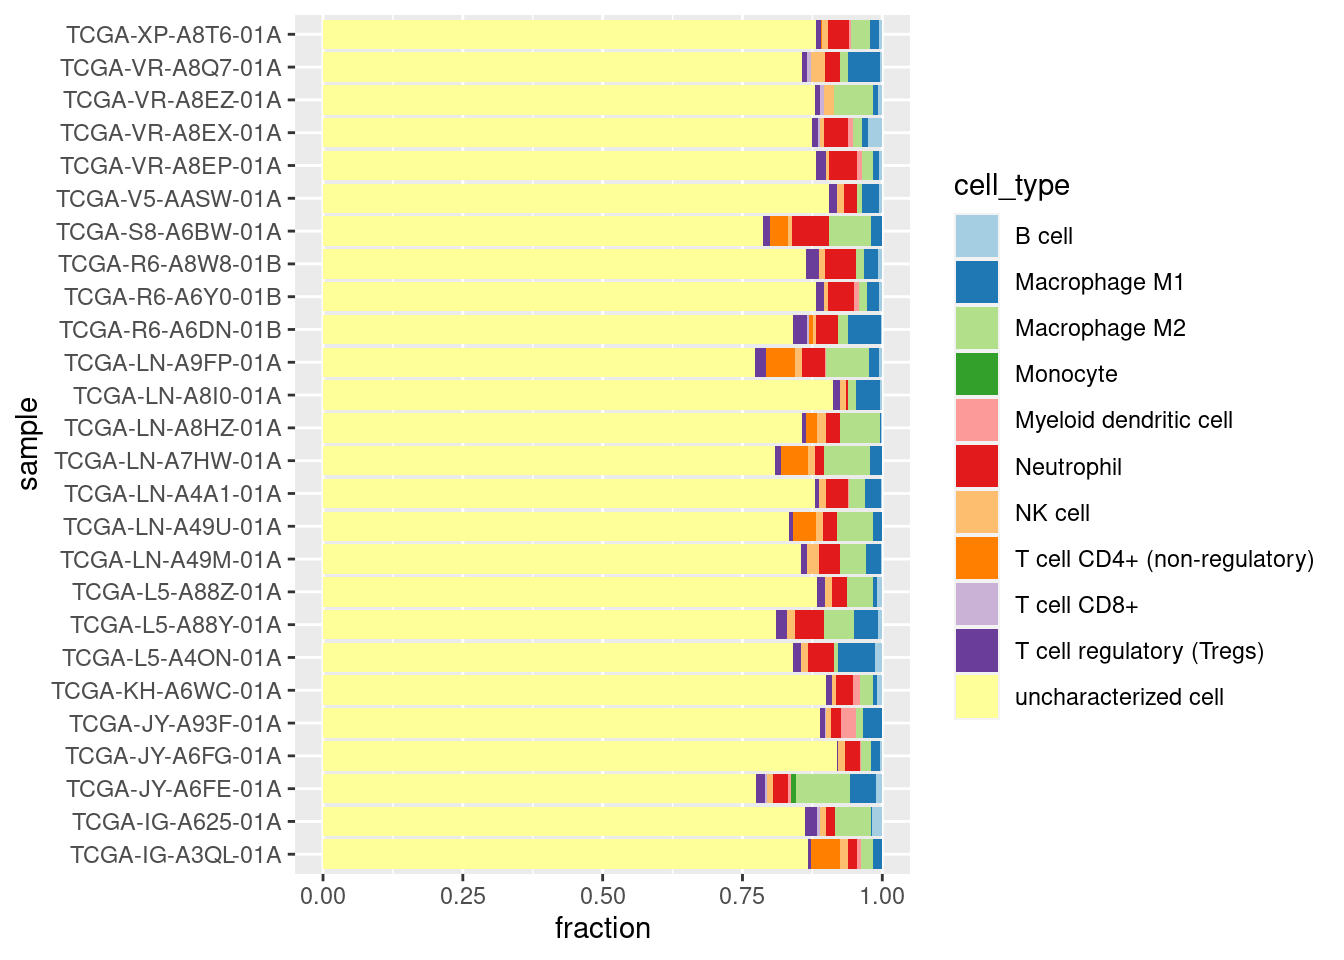 TCGA-XP-A8T6-01A
TCGA-VR-A8Q7-01A
TCGA-VR-A8EZ-01A
TCGA-VR-A8EX-01A
TCGA-VR-A8EP-01A
TCGA-V5-AASW-01A
TCGA-S8-A6BW-01A
TCGA-R6-A8W8-01B
TCGA-R6-A6Y0-01B
TCGA-R6-A6DN-01B
TCGA-LN-A9FP-01A
TCGA-LN-A8I0-01A
TCGA-LN-A8HZ-01A
TCGA-LN-A7HW-01A
TCGA-LN-A4A1-01A
TCGA-LN-A49U-01A
TCGA-LN-A49M-01A
TCGA-L5-A88Z-01A
TCGA-L5-A88Y-01A
TCGA-L5-A4ON-01A
TCGA-KH-A6WC-01A
TCGA-JY-A93F-01A
TCGA-JY-A6FG-01A
TCGA-JY-A6FE-01A
TCGA-IG-A625-01A
TCGA-IG-A3QL-01A
sample
0.00 0.25 0.50 0.75 1.00
fraction
cell_type
B cell
Macrophage M1
Macrophage M2
Monocyte
Myeloid dendritic cell
Neutrophil
NK cell
T cell CD4+ (non-regulatory)
T cell CD8+
T cell regulatory (Tregs)
uncharacterized cell